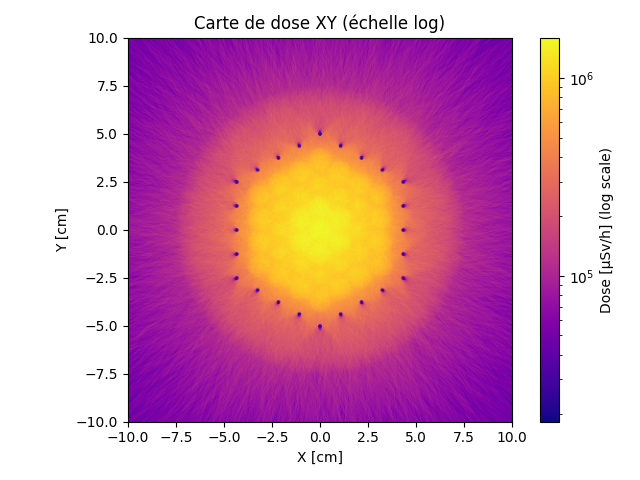 Carte de dose XY (échelle log)
10.0
7.5
5.0
2.5
0.0
−2.5
−5.0
−7.5
−10.0
Y [cm]
−10.0 −7.5 −5.0 −2.5 0.0 2.5 5.0 7.5 10.0
X [cm]
10⁶
10⁵
Dose [µSv/h] (log scale)